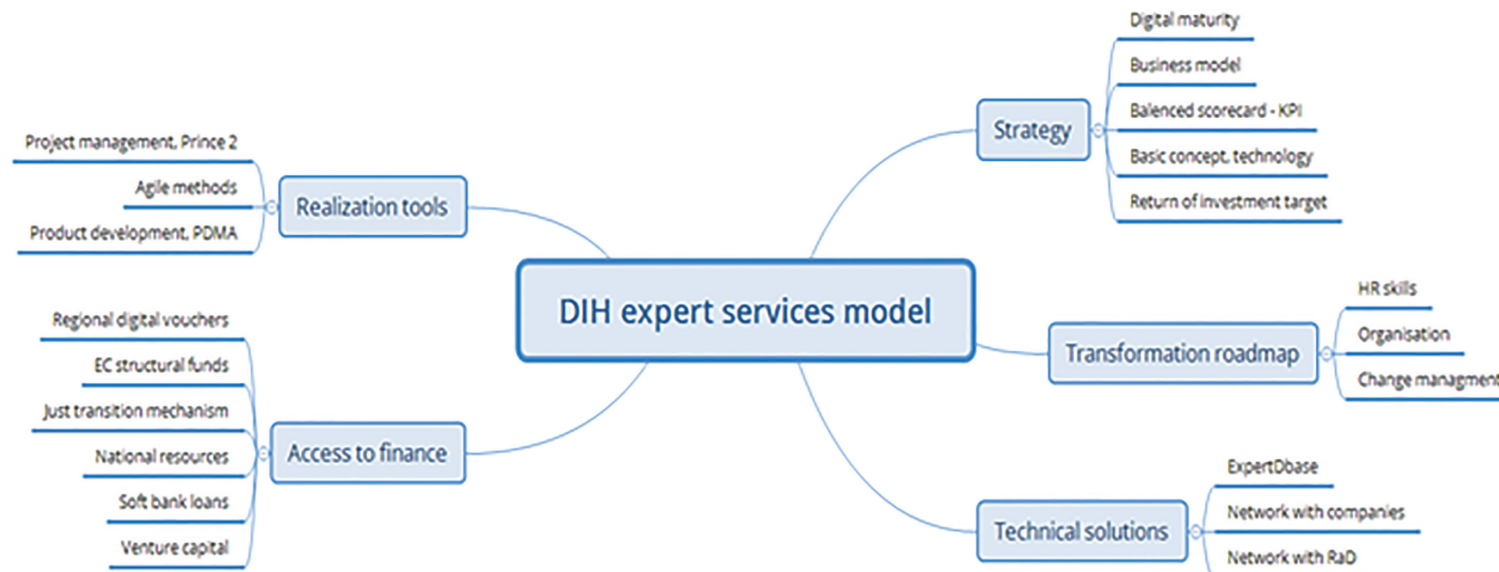 DIH expert services model
Strategy
Digital maturity
Business model
Balenced scorecard - KPI
Basic concept, technology
Return of investment target
Transformation roadmap
HR skills
Organisation
Change managment
Technical solutions
ExpertDbase
Network with companies
Network with RaD
Realization tools
Project management, Prince 2
Agile methods
Product development, PDMA
Access to finance
Regional digital vouchers
EC structural funds
Just transition mechanism
National resources
Soft bank loans
Venture capital